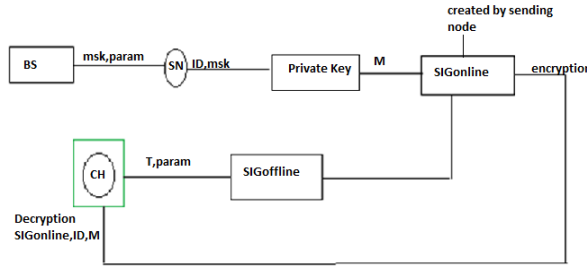 created by sending
node
msk,param
ID,msk
M
encryption
BS
SN
Private Key
SIGonline
T,param
SIGoffline
CH
Decryption
SIGonline,ID,M